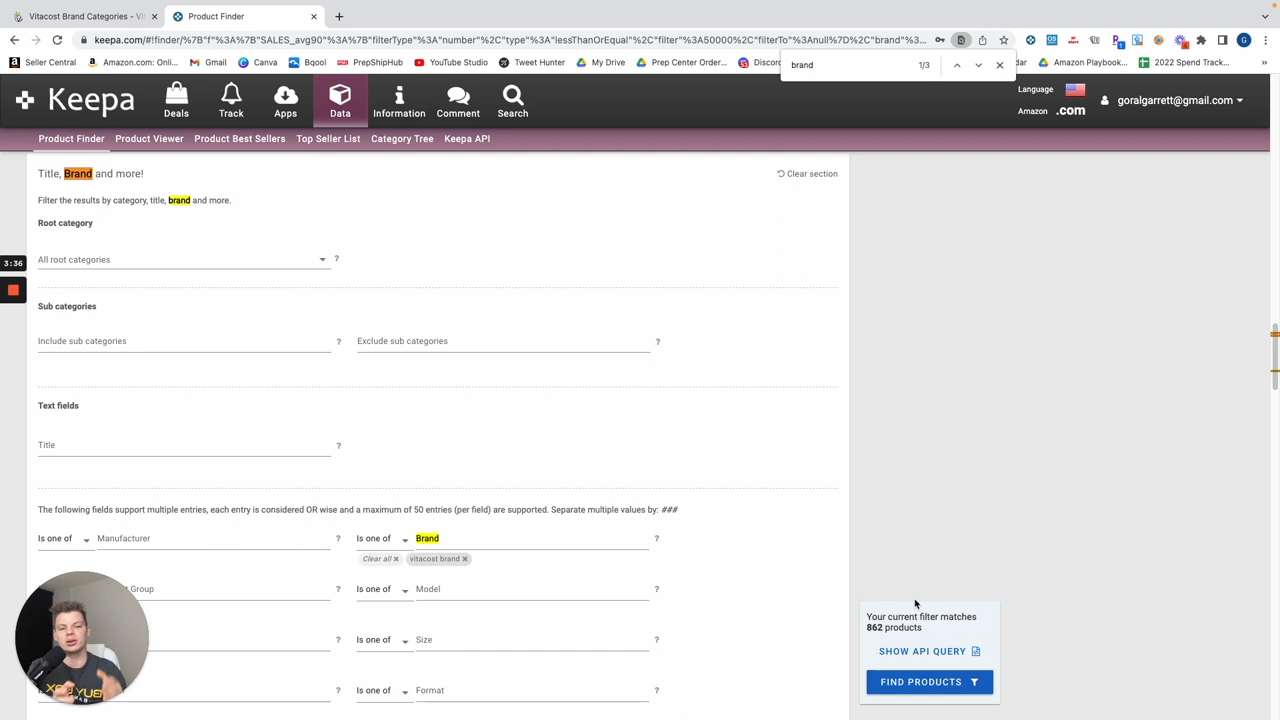 Vitacost Brand Categories - Vi
Product Finder
keepa.com/#!finder/%7B"f"%3A%7B"SALES_avg90"%3A%7B"filterType"%3A"number"%2C"type"%3A"lessThanOrEqual"%2C"filter"%3A50000%2C"filterTo"%3Anull%7D%2C"brand"%3...
Seller Central
Amazon.com: Onl...
Gmail
Canva
Bqool
PrepShipHub
YouTube Studio
Tweet Hunter
My Drive
Prep Center Order...
Discor
dar
Amazon Playbook...
2022 Spend Track...
brand
1/3
Keepa
Deals
Track
Apps
Data
Information
Comment
Search
Language
Amazon .com
goralgarrett@gmail.com
Product Finder
Product Viewer
Product Best Sellers
Top Seller List
Category Tree
Keepa API
Title, Brand and more!
Clear section
Filter the results by category, title, brand and more.
Root category
All root categories ?
3:36
Sub categories
Include sub categories ?
Exclude sub categories ?
Text fields
Title ?
The following fields support multiple entries, each entry is considered OR wise and a maximum of 50 entries (per field) are supported. Separate multiple values by: ###
Is one of Manufacturer ?
Is one of Brand ?
Clear all x vitacost brand x
Group ?
Is one of Model ?
?
Is one of Size ?
?
Is one of Format ?
Your current filter matches
862 products
SHOW API QUERY
FIND PRODUCTS